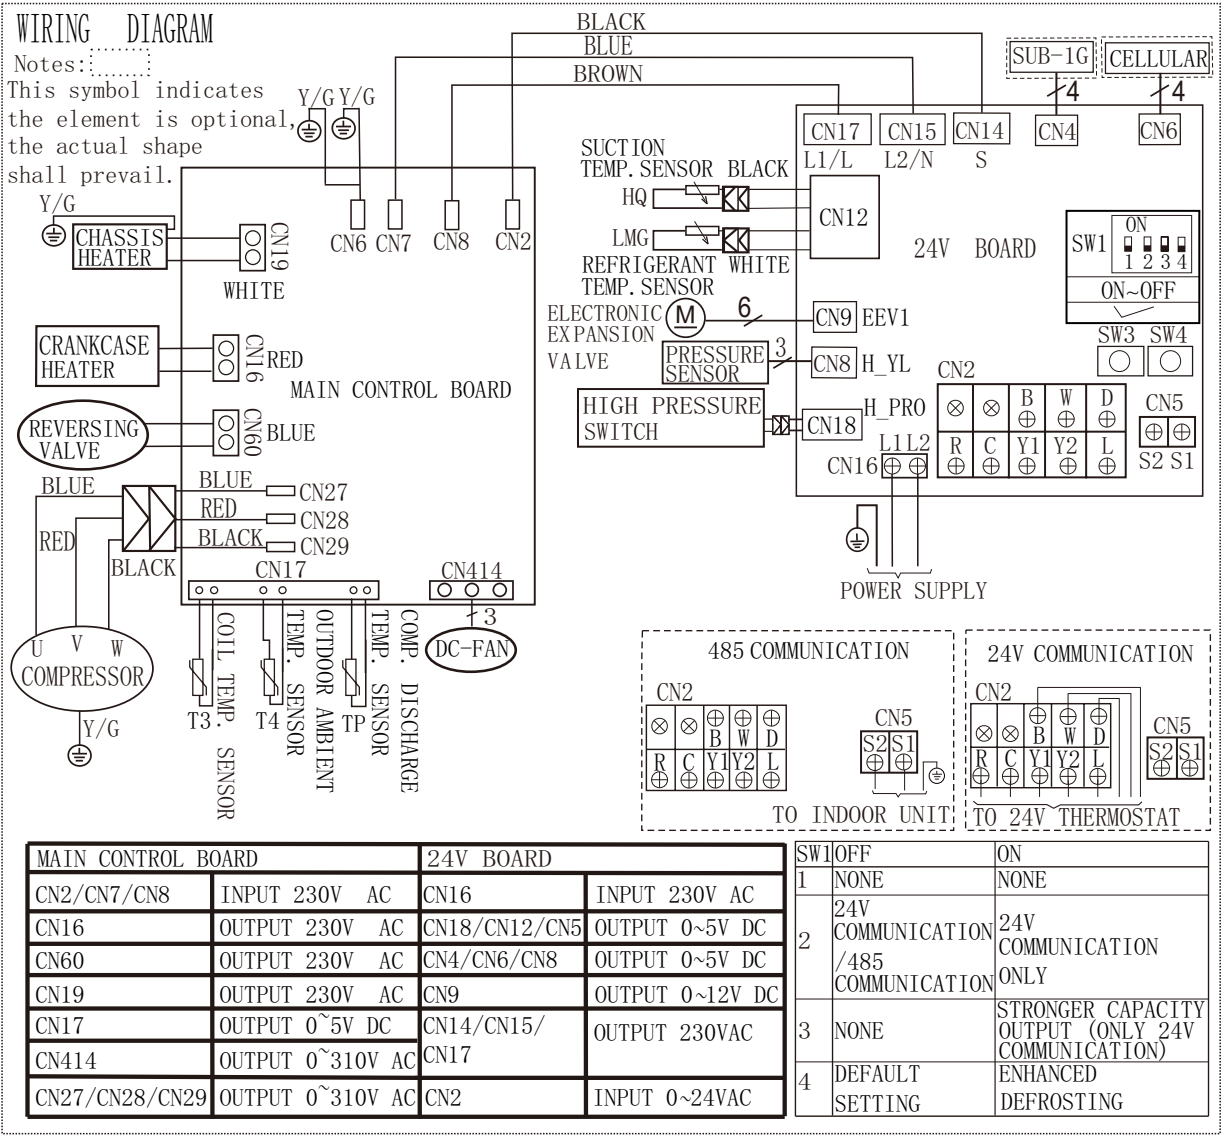 WIRING DIAGRAM
Notes:
This symbol indicates
the element is optional,
the actual shape
shall prevail.
Y/G Y/G
BLACK
BLUE
BROWN
SUB-1G
CELLULAR
4
4
CN17
CN15
CN14
CN4
CN6
L1/L
L2/N
S
Y/G
CHASSIS
HEATER
CN19
WHITE
CN6
CN7
CN8
CN2
SUCTION
TEMP. SENSOR
BLACK
HQ
LMG
REFRIGERANT
TEMP. SENSOR
WHITE
CN12
24V BOARD
SW1
ON
1 2 3 4
ON~OFF
SW3 SW4
ELECTRONIC
EXPANSION
VALVE
M
6
CN9
EEV1
PRESSURE
SENSOR
3
CN8
H_YL
HIGH PRESSURE
SWITCH
CN18
H_PRO
CN2
B W D
R C Y1 Y2 L
CN5
S2 S1
L1 L2
CN16
POWER SUPPLY
CRANKCASE
HEATER
CN16
RED
MAIN CONTROL BOARD
REVERSING
VALVE
CN60
BLUE
BLUE
RED
BLACK
BLUE
RED
BLACK
CN27
CN28
CN29
CN17
CN414
3
DC-FAN
U V W
COMPRESSOR
Y/G
T3
COIL TEMP. SENSOR
T4
OUTDOOR AMBIENT
TEMP. SENSOR
TP
COMP. DISCHARGE
TEMP. SENSOR
485 COMMUNICATION
CN2
B W D
R C Y1 Y2 L
CN5
S2 S1
TO INDOOR UNIT
24V COMMUNICATION
CN2
B W D
R C Y1 Y2 L
CN5
S2 S1
TO 24V THERMOSTAT
MAIN CONTROL BOARD
24V BOARD
CN2/CN7/CN8 INPUT 230V AC CN16 INPUT 230V AC
CN16 OUTPUT 230V AC CN18/CN12/CN5 OUTPUT 0~5V DC
CN60 OUTPUT 230V AC CN4/CN6/CN8 OUTPUT 0~5V DC
CN19 OUTPUT 230V AC CN9 OUTPUT 0~12V DC
CN17 OUTPUT 0~5V DC CN14/CN15/
CN17 OUTPUT 230VAC
CN414 OUTPUT 0~310V AC
CN27/CN28/CN29 OUTPUT 0~310V AC CN2 INPUT 0~24VAC
SW1 OFF ON
1 NONE NONE
2
24V
COMMUNICATION
/485
COMMUNICATION
24V
COMMUNICATION
ONLY
3 NONE
STRONGER CAPACITY
OUTPUT (ONLY 24V
COMMUNICATION)
4
DEFAULT
SETTING
ENHANCED
DEFROSTING